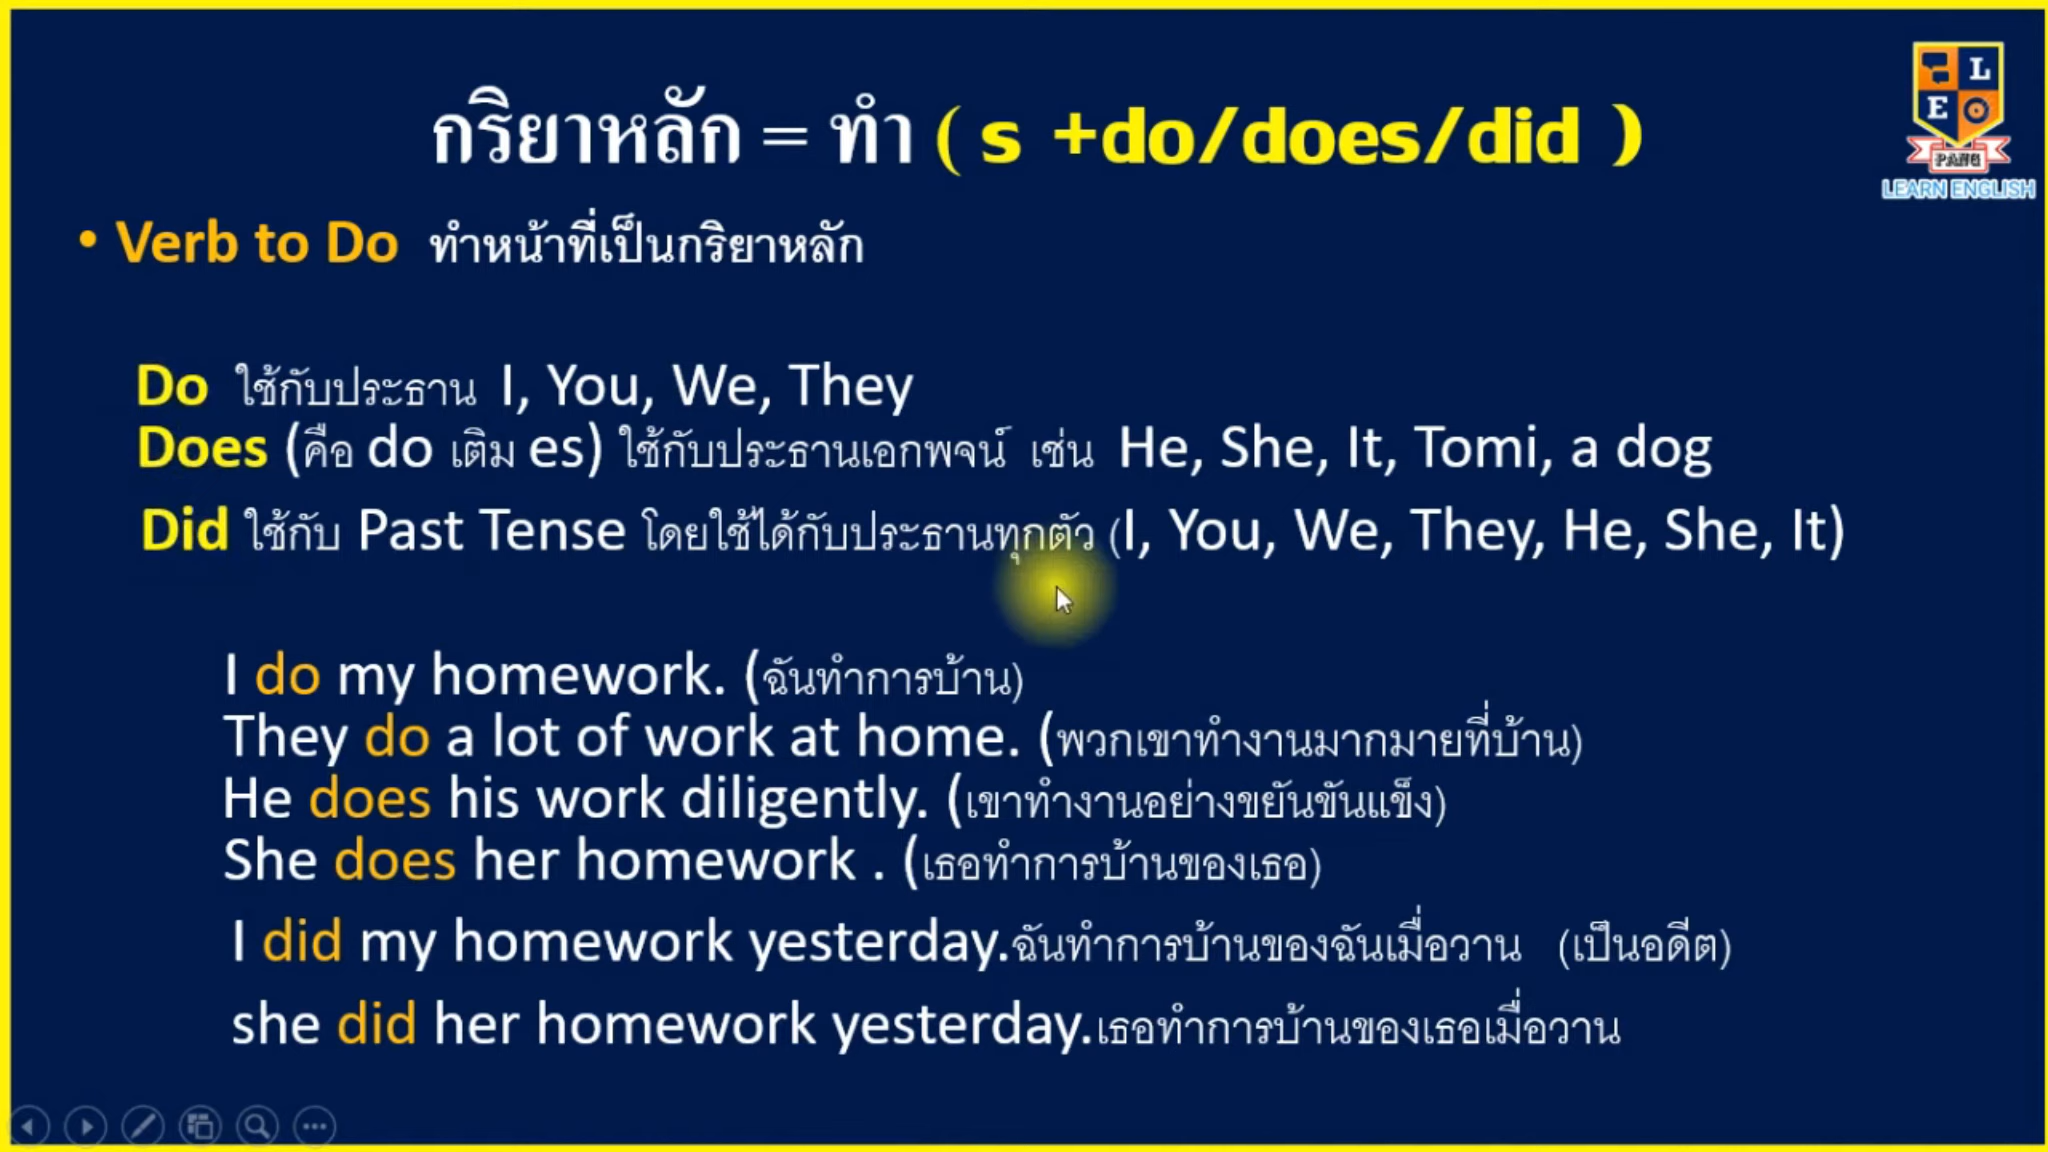 กริยาหลัก = ทำ ( s +do/does/did )
L
E O
PANG
LEARN ENGLISH
• Verb to Do ทำหน้าที่เป็นกริยาหลัก
Do ใช้กับประธาน I, You, We, They
Does (คือ do เติม es) ใช้กับประธานเอกพจน์ เช่น He, She, It, Tomi, a dog
Did ใช้กับ Past Tense โดยใช้ได้กับประธานทุกตัว (I, You, We, They, He, She, It)
I do my homework. (ฉันทำการบ้าน)
They do a lot of work at home. (พวกเขาทำงานมากมายที่บ้าน)
He does his work diligently. (เขาทำงานอย่างขยันขันแข็ง)
She does her homework . (เธอทำการบ้านของเธอ)
I did my homework yesterday.ฉันทำการบ้านของฉันเมื่อวาน (เป็นอดีต)
she did her homework yesterday.เธอทำการบ้านของเธอเมื่อวาน